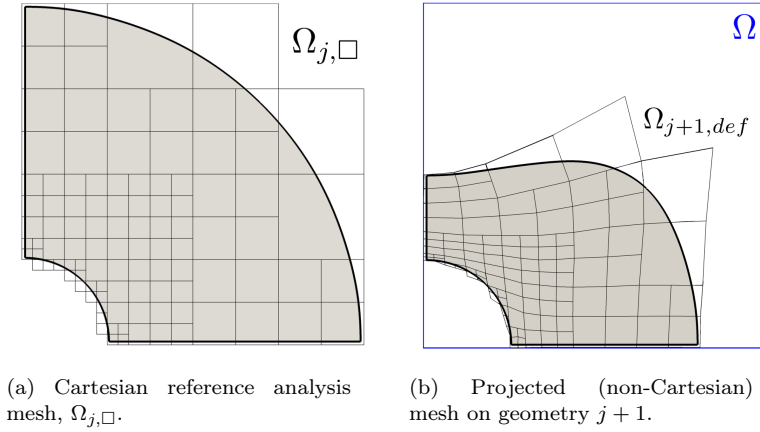 Ω_{j,□}
Ω
Ω_{j+1,def}
(a) Cartesian reference analysis
mesh, Ω_{j,□}.
(b) Projected (non-Cartesian)
mesh on geometry j + 1.